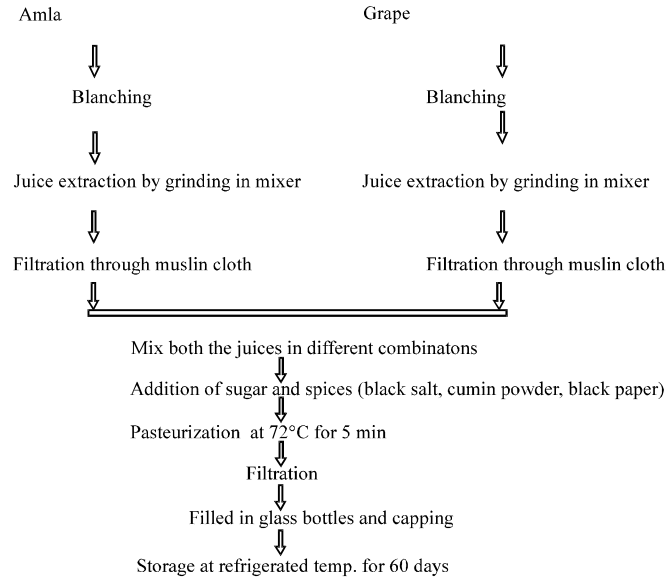 Amla
Grape
Blanching
Blanching
Juice extraction by grinding in mixer
Juice extraction by grinding in mixer
Filtration through muslin cloth
Filtration through muslin cloth
Mix both the juices in different combinatons
Addition of sugar and spices (black salt, cumin powder, black paper)
Pasteurization at 72°C for 5 min
Filtration
Filled in glass bottles and capping
Storage at refrigerated temp. for 60 days